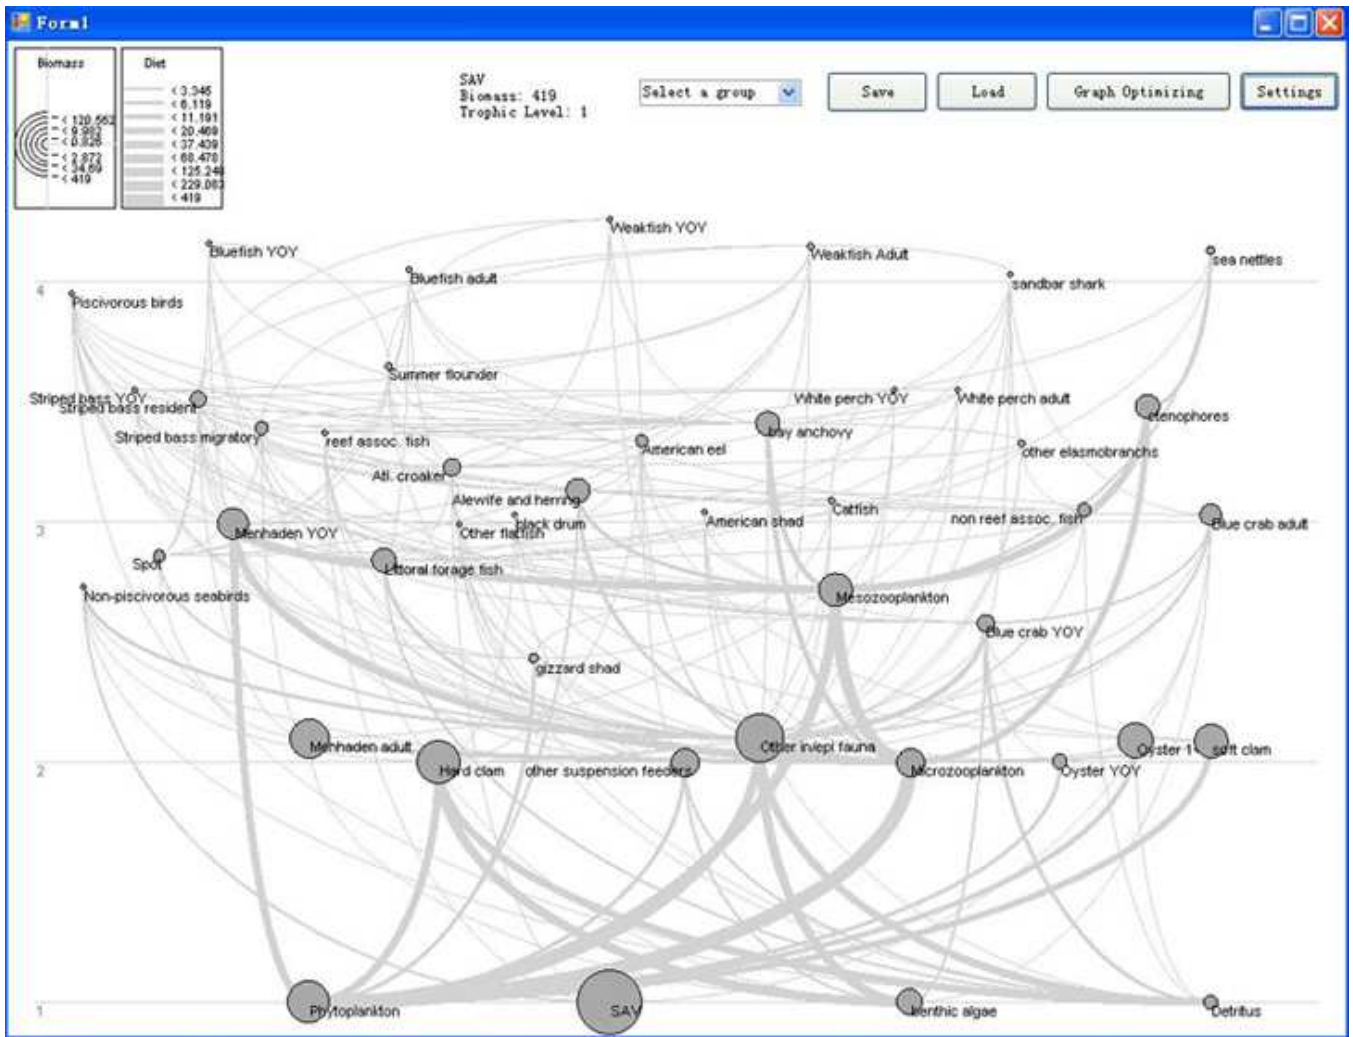 Form1
Biomass
< 120.562
< 9.982
< 0.826
< 2.872
< 34.69
< 419
Diet
< 3.346
< 6.119
< 11.191
< 20.469
< 37.439
< 68.478
< 125.248
< 229.083
< 419
SAV
Biomass: 419
Trophic Level: 1
Select a group
Save
Load
Graph Optimizing
Settings
Weakfish YOY
Bluefish YOY
Weakfish Adult
sea nettles
Bluefish adult
sandbar shark
4
Piscivorous birds
Summer flounder
Striped bass YOY
Striped bass resident
White perch YOY
White perch adult
ctenophores
Striped bass migratory
reef assoc. fish
bay anchovy
American eel
other elasmobranchs
Atl. croaker
Alewife and herring
Catfish
3
Menhaden YOY
Other flatfish
black drum
American shad
non reef assoc. fish
Blue crab adult
Spot
Littoral forage fish
Non-piscivorous seabirds
Mesozooplankton
Blue crab YOY
gizzard shad
Menhaden adult
Other in/epi fauna
Oyster 1+
soft clam
2
Hard clam
other suspension feeders
Microzooplankton
Oyster YOY
1
Phytoplankton
SAV
benthic algae
Detritus